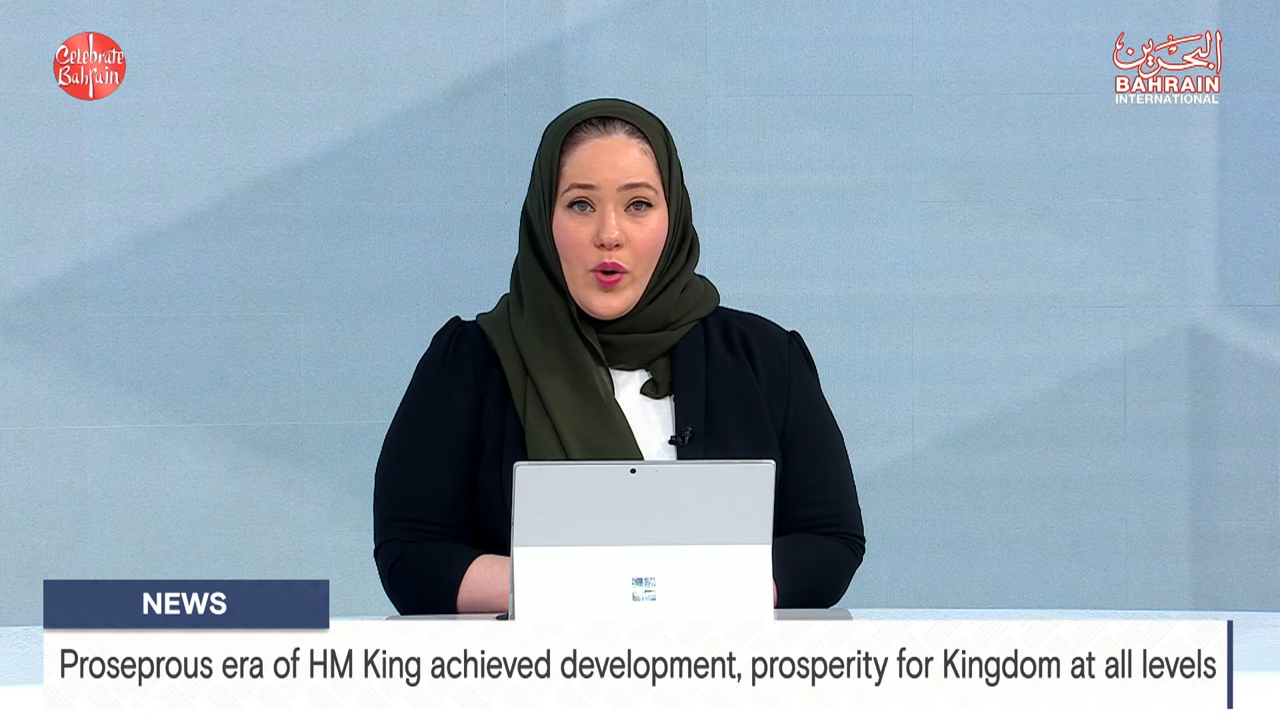 Celebrate
Bahrain
البحرين
BAHRAIN
INTERNATIONAL
NEWS
Proseprous era of HM King achieved development, prosperity for Kingdom at all levels